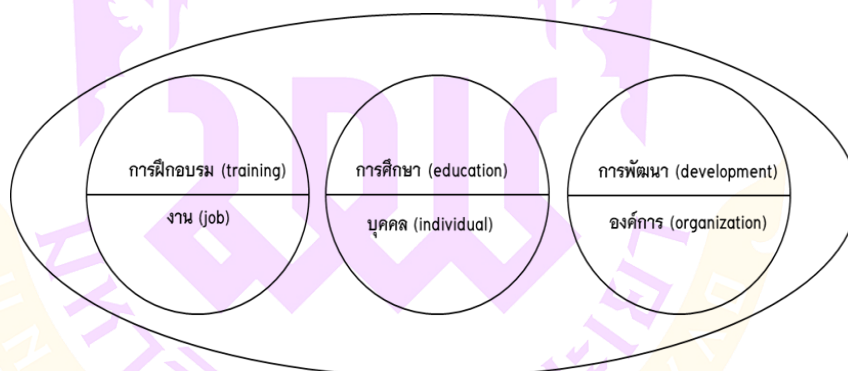 การฝึกอบรม (training)
งาน (job)
การศึกษา (education)
บุคคล (individual)
การพัฒนา (development)
องค์การ (organization)